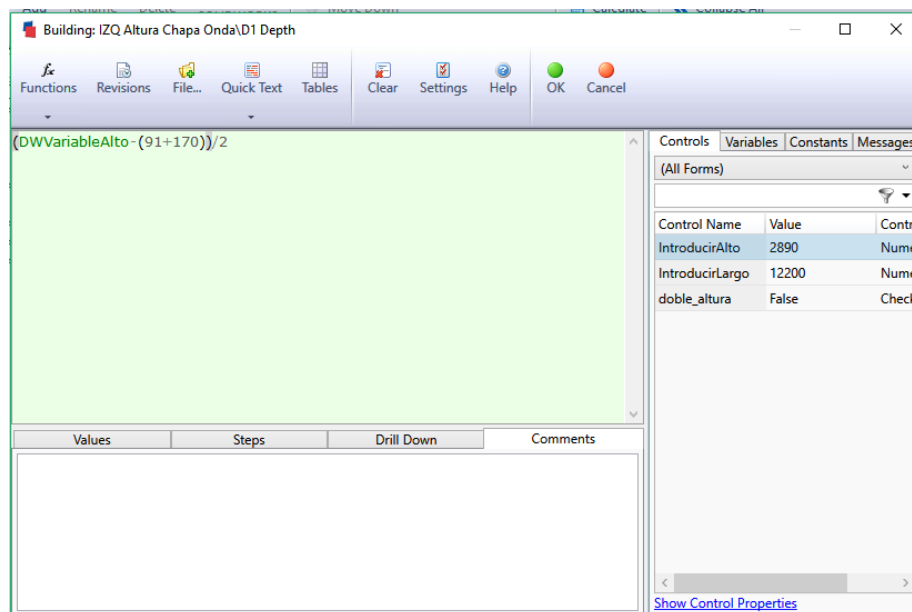 Building: IZQ Altura Chapa Onda\D1 Depth
Functions Revisions File... Quick Text Tables Clear Settings Help OK Cancel
(DWVariableAlto-(91+170))/2
Controls Variables Constants Messages
(All Forms)
Control Name Value
IntroducirAlto 2890
IntroducirLargo 12200
doble_altura False
Values Steps Drill Down Comments
Show Control Properties